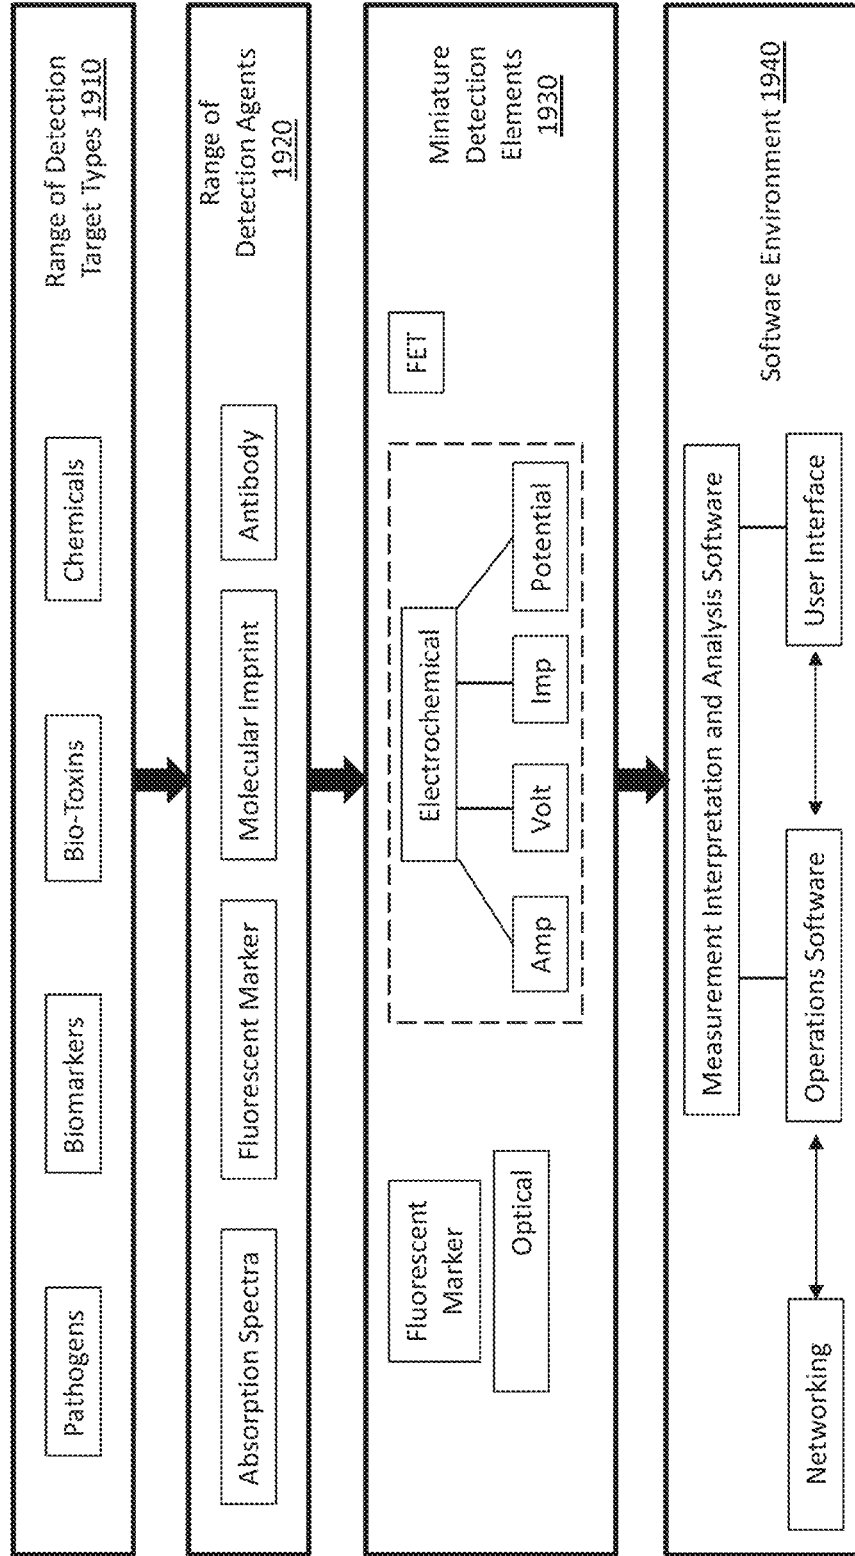 Range of Detection
Target Types 1910
Pathogens
Biomarkers
Bio-Toxins
Chemicals
Range of
Detection Agents
1920
Absorption Spectra
Fluorescent Marker
Molecular Imprint
Antibody
Miniature
Detection
Elements
1930
Fluorescent
Marker
Optical
Electrochemical
Amp
Volt
Imp
Potential
FET
Software Environment 1940
Measurement Interpretation and Analysis Software
Networking
Operations Software
User Interface